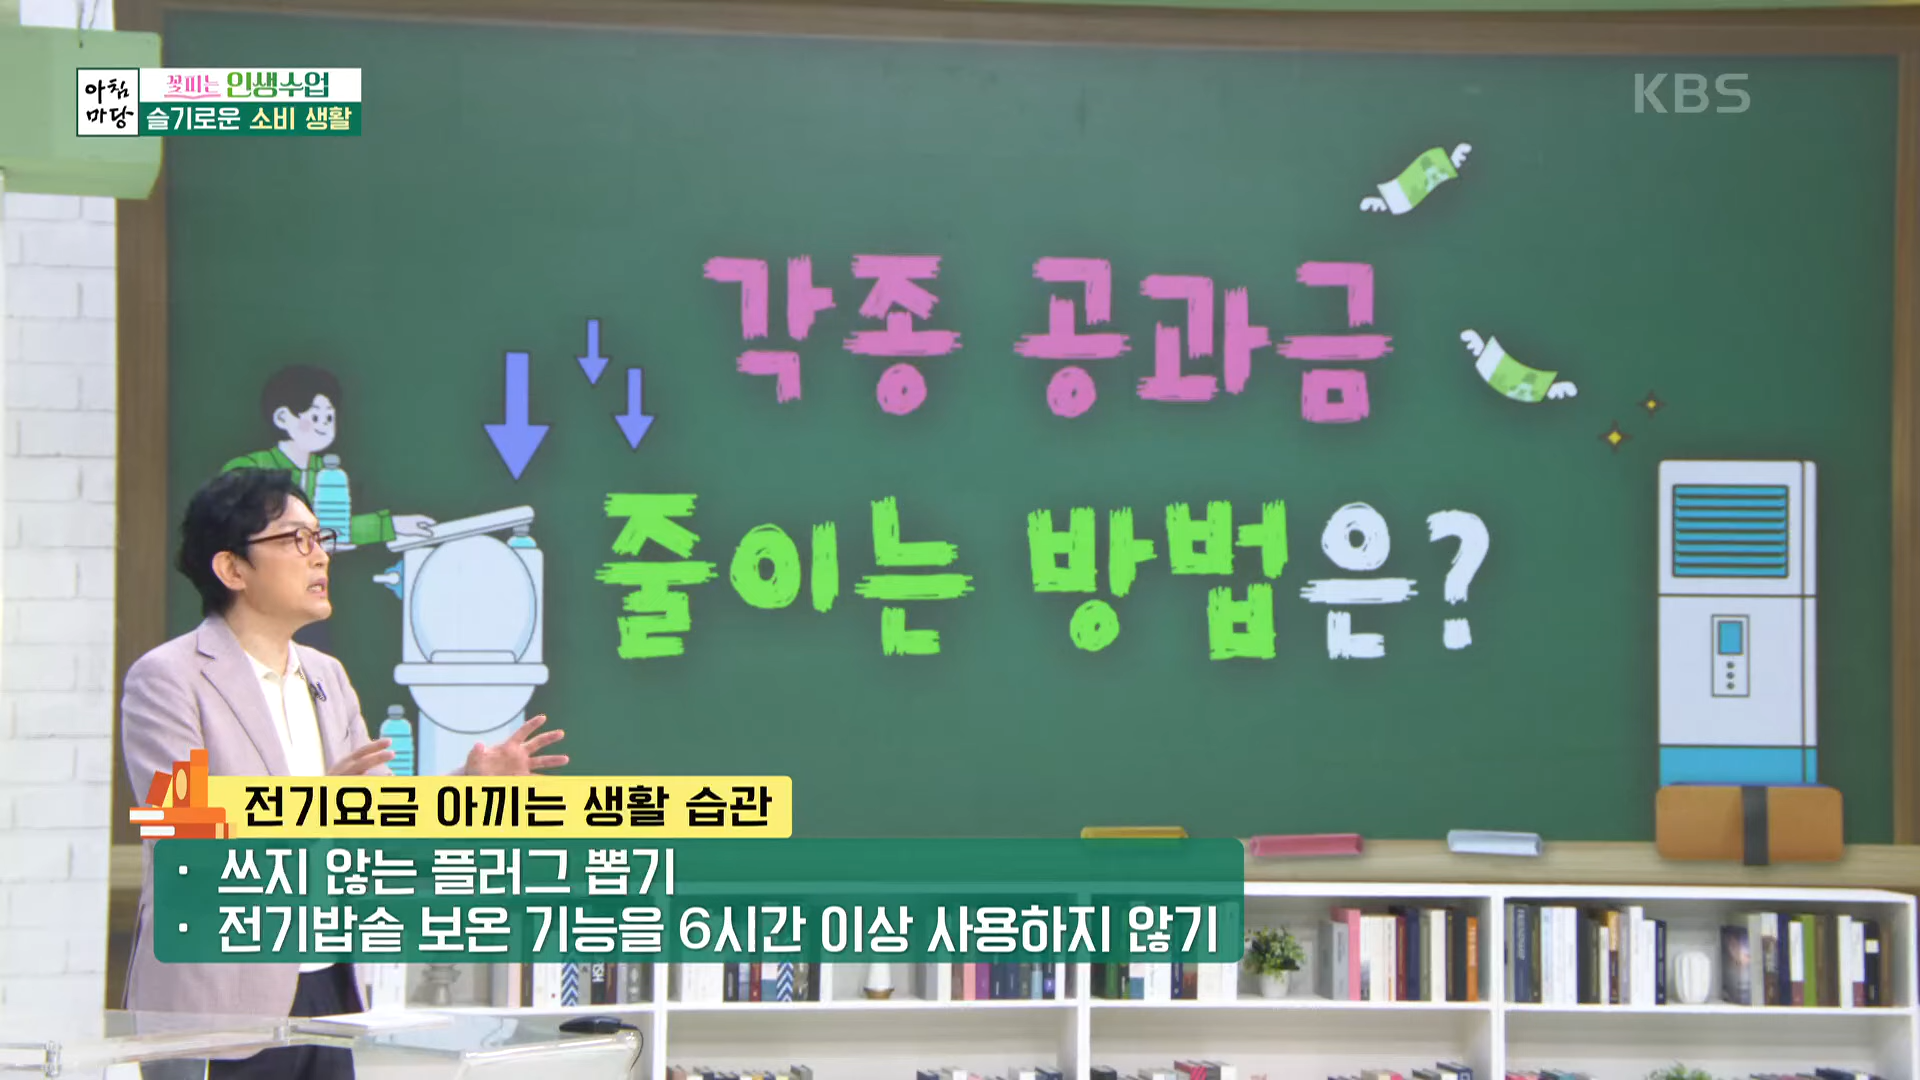 아침
마당
꽃피는 인생수업
슬기로운 소비 생활
KBS
각종 공과금
줄이는 방법은?
전기요금 아끼는 생활 습관
· 쓰지 않는 플러그 뽑기
· 전기밥솥 보온 기능을 6시간 이상 사용하지 않기